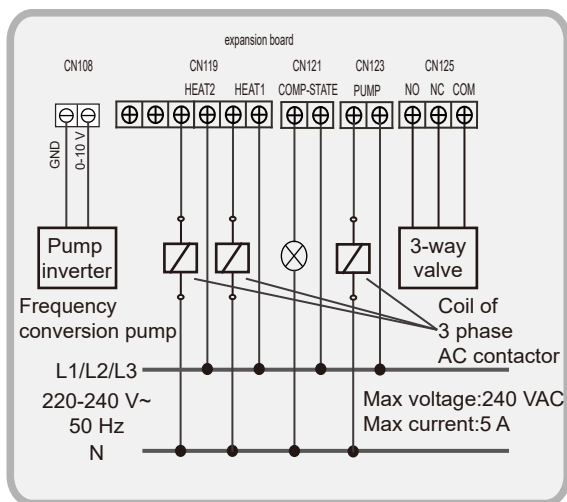 expansion board
CN108 CN119 CN121 CN123 CN125
HEAT2 HEAT1 COMP-STATE PUMP NO NC COM
GND
0-10 V
Pump
inverter
3-way
valve
Frequency
conversion pump
Coil of
3 phase
AC contactor
L1/L2/L3
220-240 V~
50 Hz
N
Max voltage:240 VAC
Max current:5 A